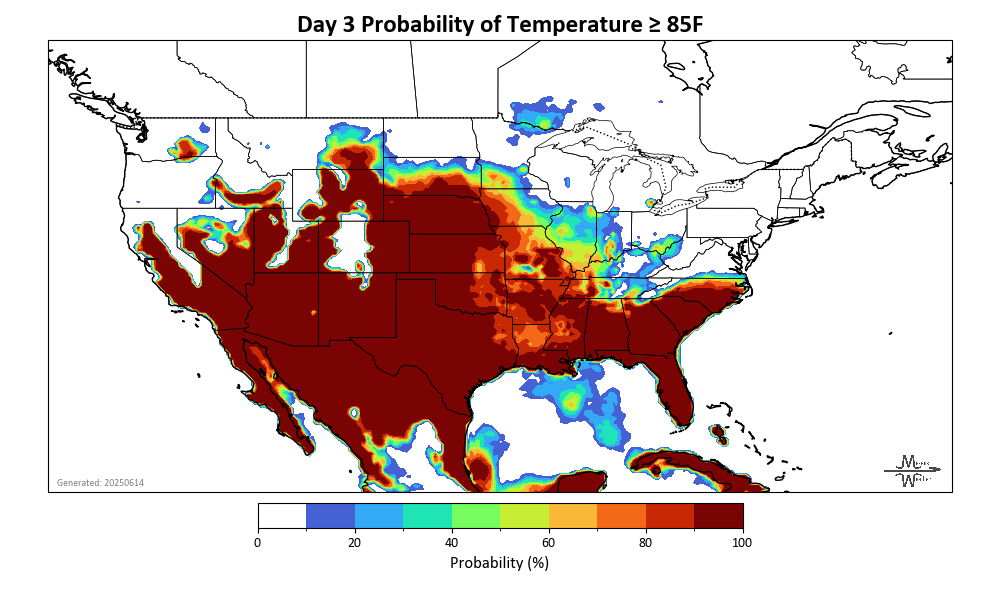 Day 3 Probability of Temperature ≥ 85F
Generated: 20250614
0 20 40 60 80 100
Probability (%)